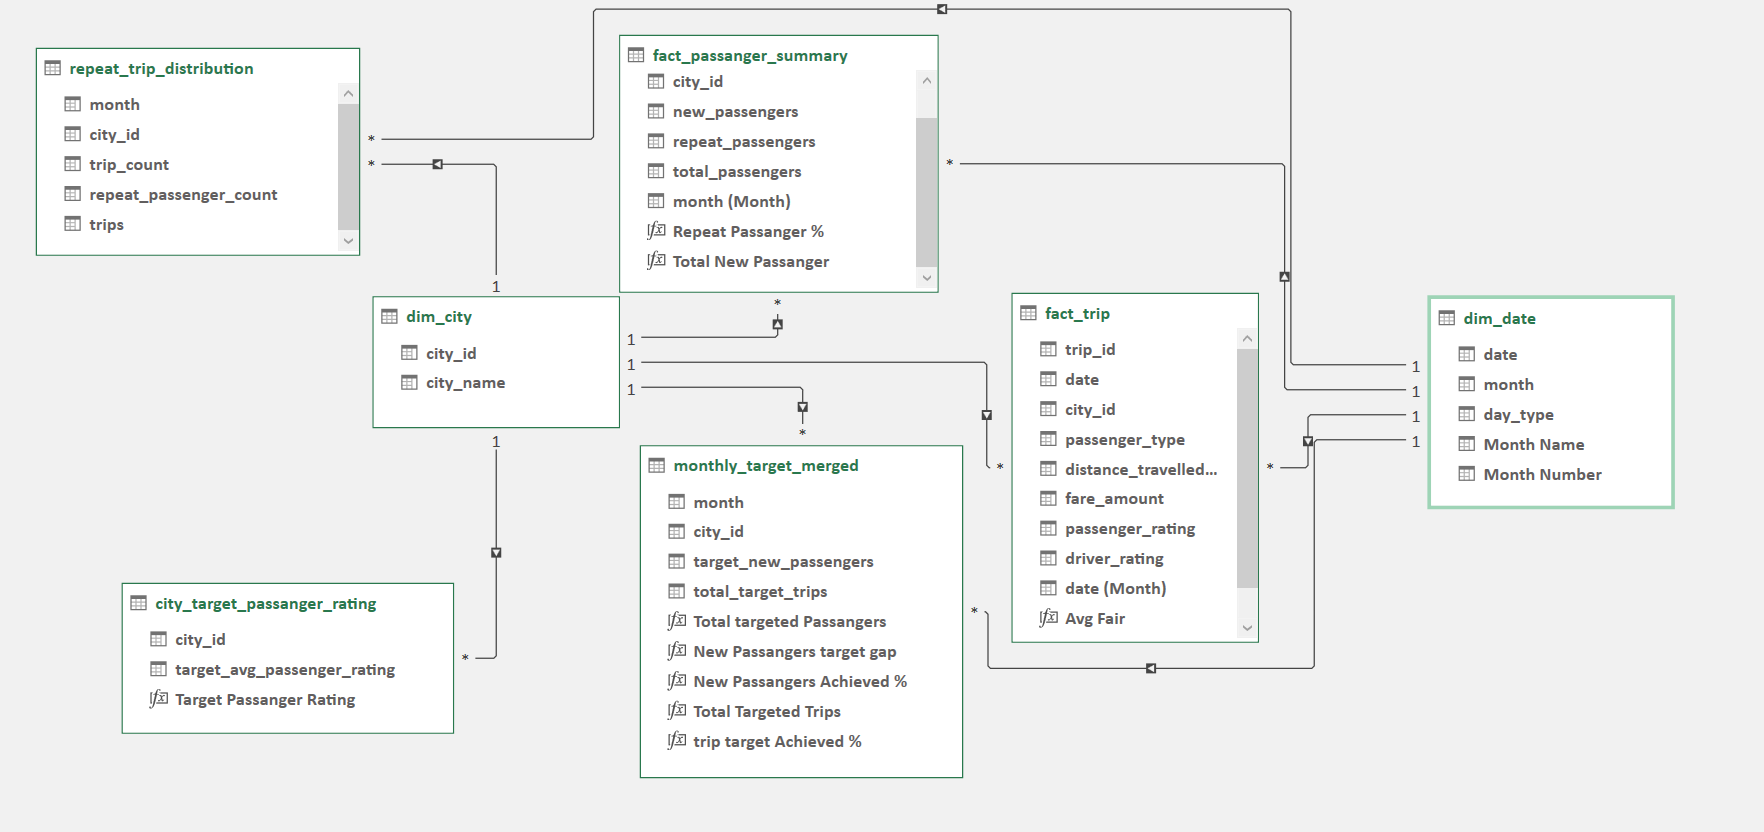 repeat_trip_distribution
month
city_id
trip_count
repeat_passenger_count
trips
*
*
fact_passanger_summary
city_id
new_passengers
repeat_passengers
total_passengers
month (Month)
Repeat Passanger %
Total New Passanger
*
*
1
dim_city
city_id
city_name
1
1
1
1
*
*
fact_trip
trip_id
date
city_id
passenger_type
distance_travelled...
fare_amount
passenger_rating
driver_rating
date (Month)
Avg Fair
*
*
dim_date
date
month
day_type
Month Name
Month Number
1
1
1
1
monthly_target_merged
month
city_id
target_new_passengers
total_target_trips
Total targeted Passangers
New Passangers target gap
New Passangers Achieved %
Total Targeted Trips
trip target Achieved %
*
city_target_passanger_rating
city_id
target_avg_passenger_rating
Target Passanger Rating